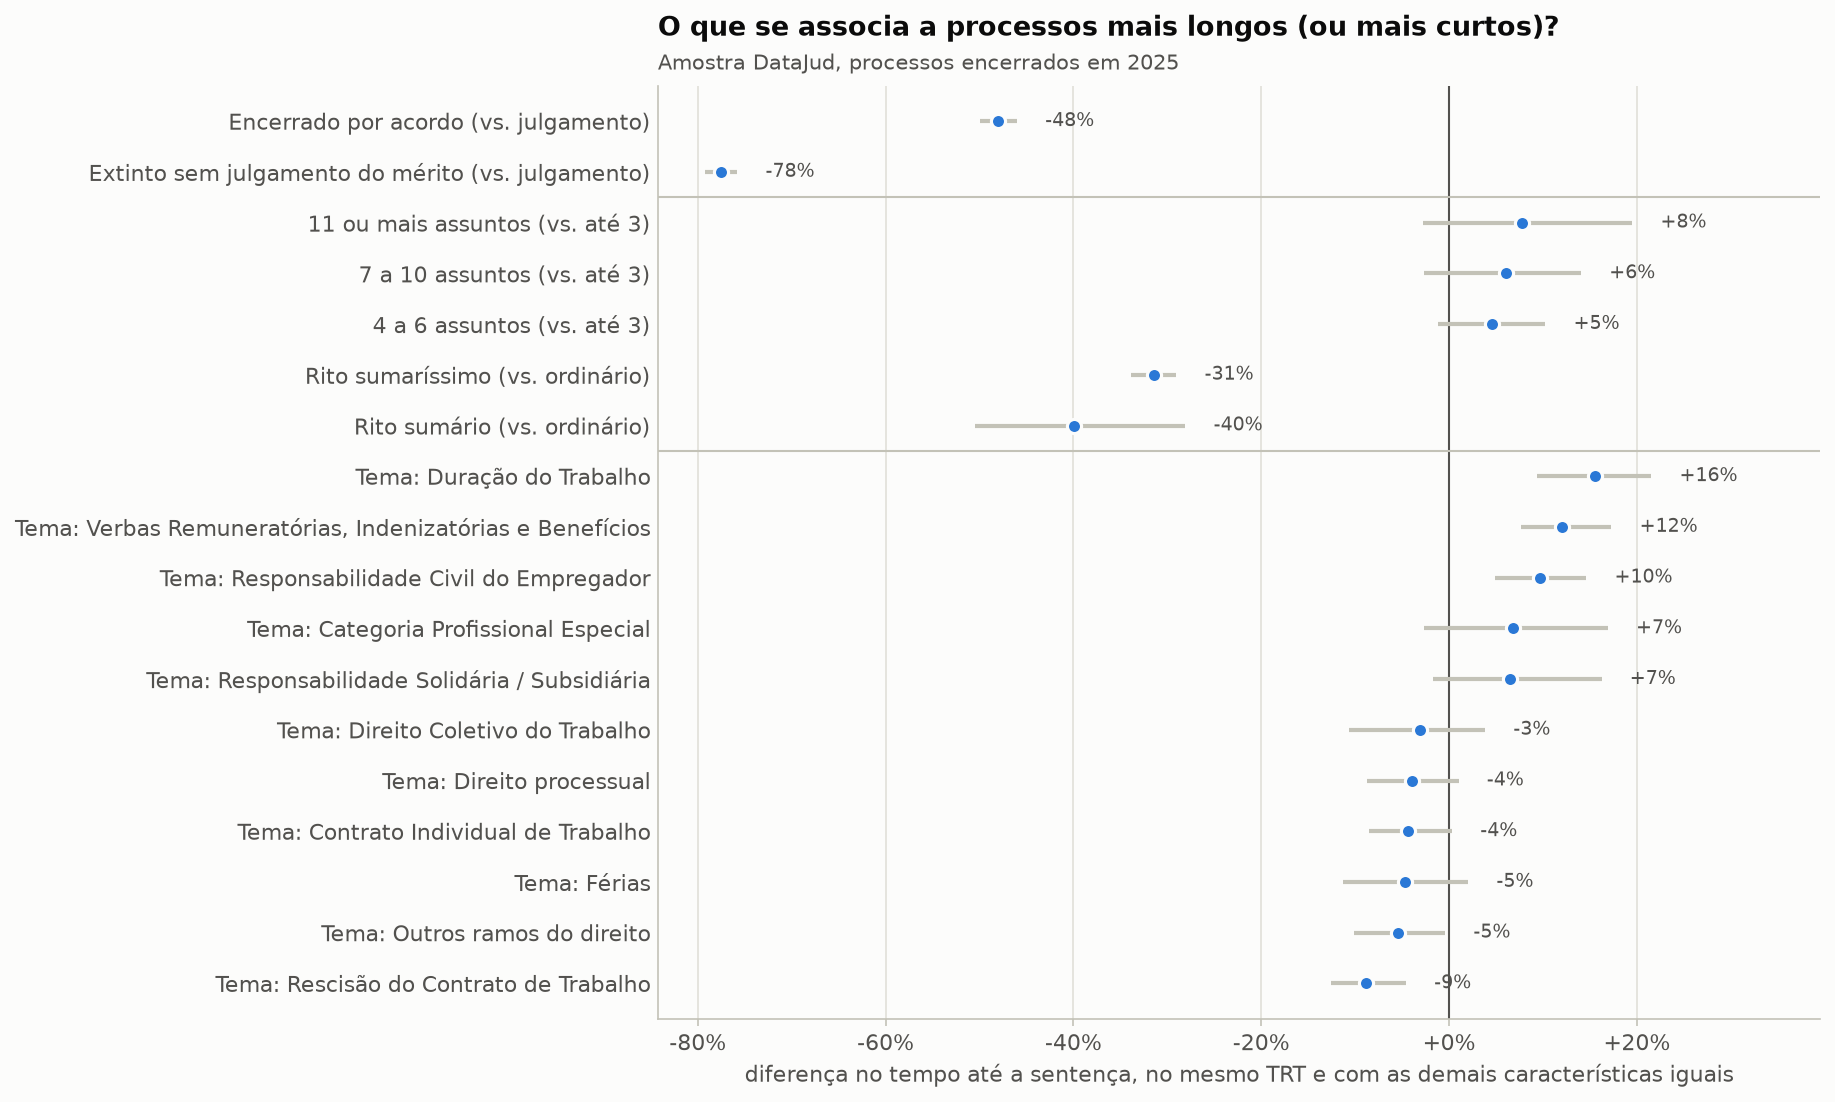 O que se associa a processos mais longos (ou mais curtos)?
Amostra DataJud, processos encerrados em 2025
Encerrado por acordo (vs. julgamento)
-48%
Extinto sem julgamento do mérito (vs. julgamento)
-78%
11 ou mais assuntos (vs. até 3)
+8%
7 a 10 assuntos (vs. até 3)
+6%
4 a 6 assuntos (vs. até 3)
+5%
Rito sumaríssimo (vs. ordinário)
-31%
Rito sumário (vs. ordinário)
-40%
Tema: Duração do Trabalho
+16%
Tema: Verbas Remuneratórias, Indenizatórias e Benefícios
+12%
Tema: Responsabilidade Civil do Empregador
+10%
Tema: Categoria Profissional Especial
+7%
Tema: Responsabilidade Solidária / Subsidiária
+7%
Tema: Direito Coletivo do Trabalho
-3%
Tema: Direito processual
-4%
Tema: Contrato Individual de Trabalho
-4%
Tema: Férias
-5%
Tema: Outros ramos do direito
-5%
Tema: Rescisão do Contrato de Trabalho
-9%
-80% -60% -40% -20% +0% +20%
diferença no tempo até a sentença, no mesmo TRT e com as demais características iguais